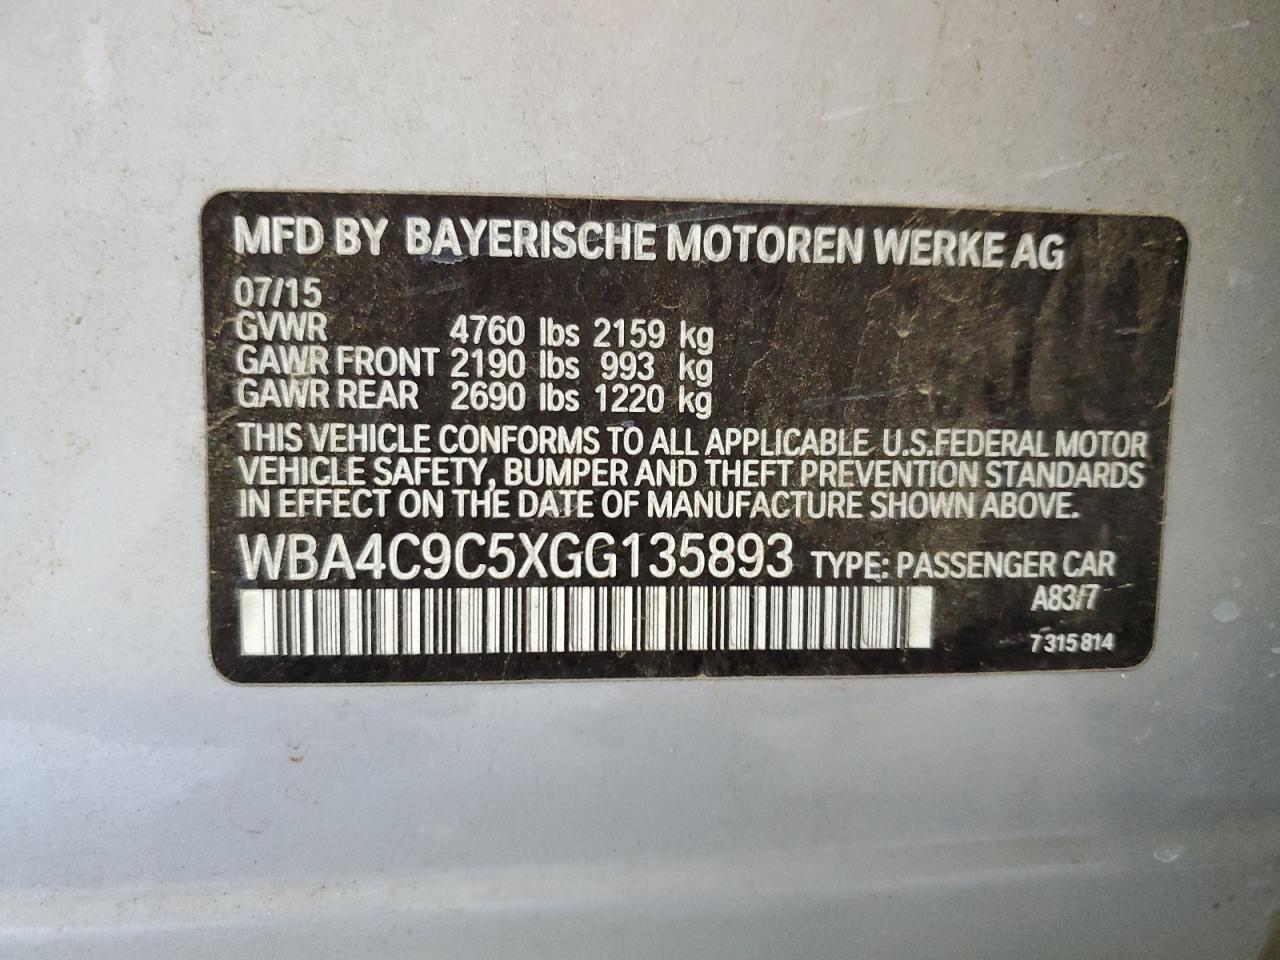 MFD BY BAYERISCHE MOTOREN WERKE AG
07/15
GVWR 4760 lbs 2159 kg
GAWR FRONT 2190 lbs 993 kg
GAWR REAR 2690 lbs 1220 kg
THIS VEHICLE CONFORMS TO ALL APPLICABLE U.S.FEDERAL MOTOR
VEHICLE SAFETY, BUMPER AND THEFT PREVENTION STANDARDS
IN EFFECT ON THE DATE OF MANUFACTURE SHOWN ABOVE.
WBA4C9C5XGG135893 TYPE: PASSENGER CAR
A83/7
7 315 814